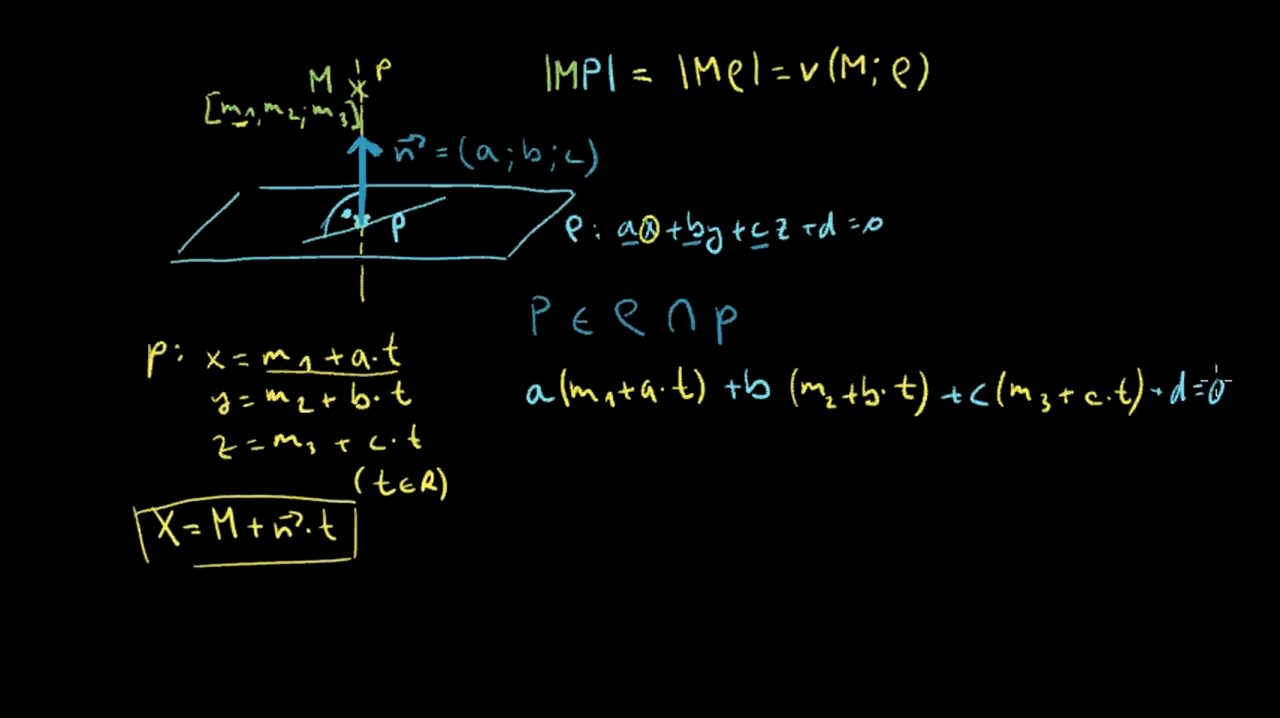 M p
[m₁, m₂; m₃]
|MP| = |Mρ| = v(M; ρ)
n⃗ = (a; b; c)
P
ρ: ax + by + cz + d = 0
P ∈ ρ ∩ p
p: x = m₁ + a·t
y = m₂ + b·t
z = m₃ + c·t
(t∈R)
X = M + n⃗·t
a(m₁+a·t) + b (m₂+b·t) + c(m₃+c·t) + d = 0